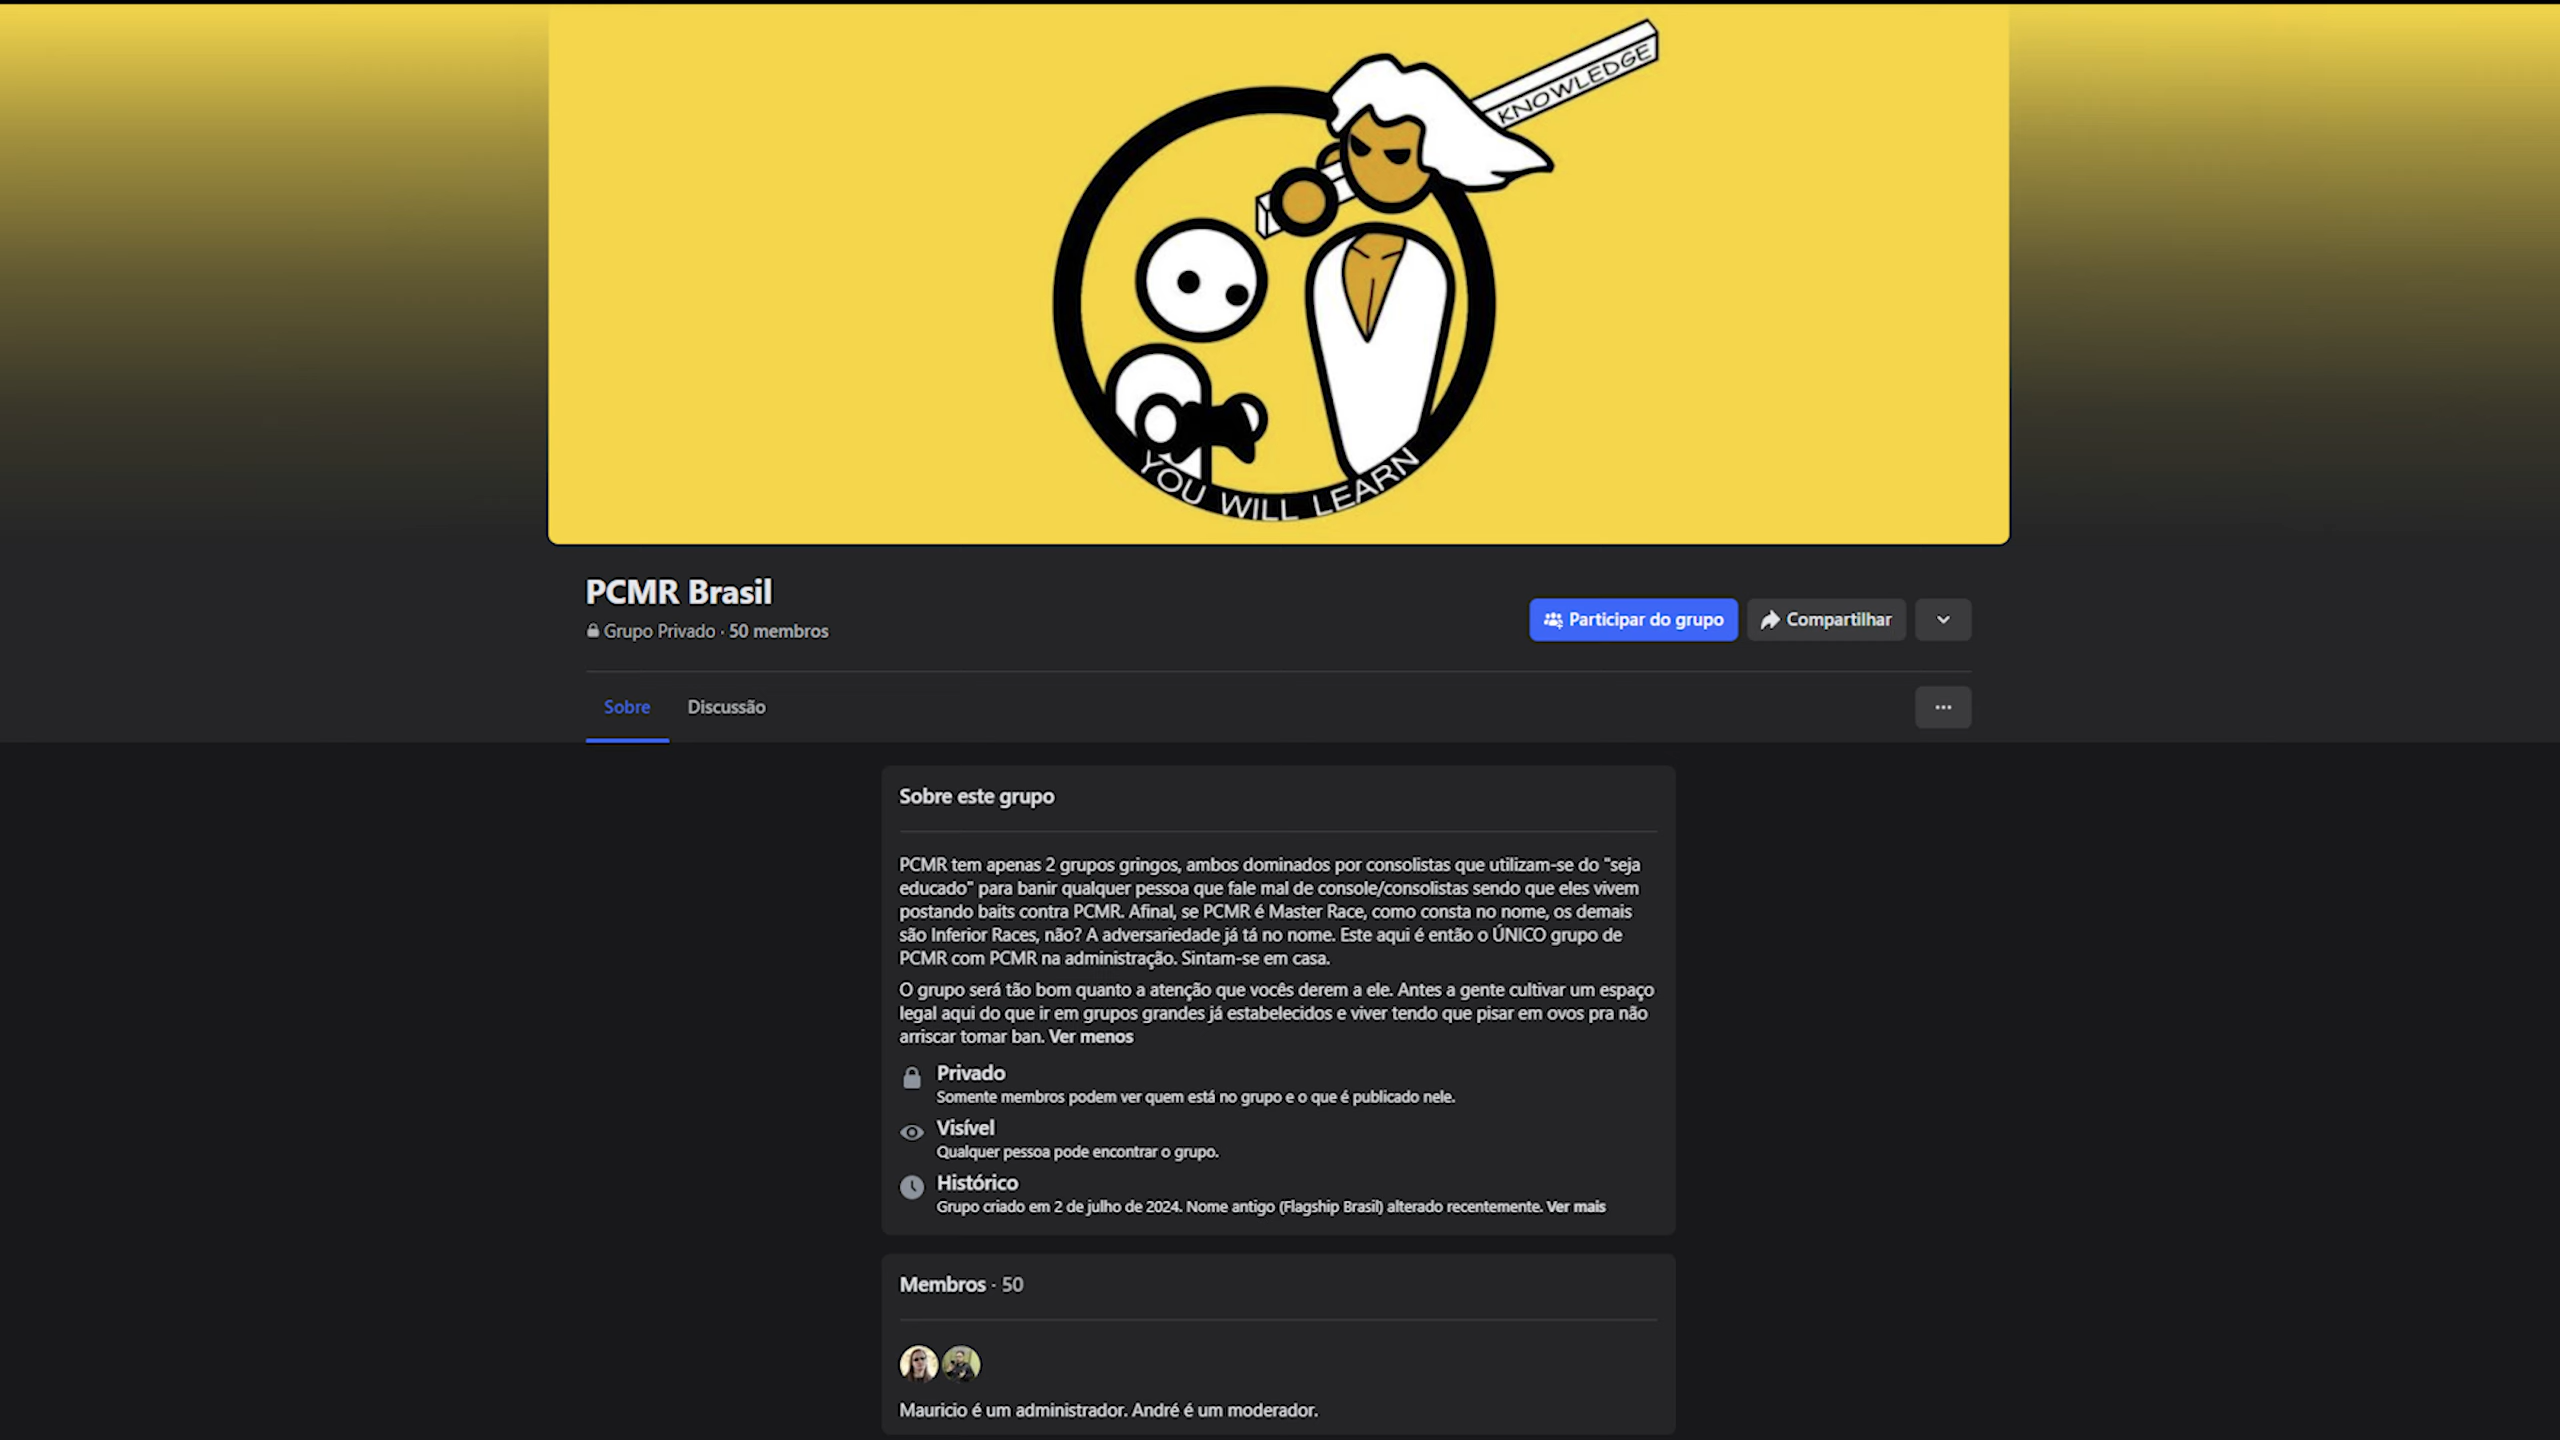 KNOWLEDGE
YOU WILL LEARN
PCMR Brasil
Grupo Privado · 50 membros
Participar do grupo
Compartilhar
Sobre
Discussão
Sobre este grupo
PCMR tem apenas 2 grupos gringos, ambos dominados por consolistas que utilizam-se do "seja
educado" para banir qualquer pessoa que fale mal de console/consolistas sendo que eles vivem
postando baits contra PCMR. Afinal, se PCMR é Master Race, como consta no nome, os demais
são Inferior Races, não? A adversariedade já tá no nome. Este aqui é então o ÚNICO grupo de
PCMR com PCMR na administração. Sintam-se em casa.
O grupo será tão bom quanto a atenção que vocês derem a ele. Antes a gente cultivar um espaço
legal aqui do que ir em grupos grandes já estabelecidos e viver tendo que pisar em ovos pra não
arriscar tomar ban. Ver menos
Privado
Somente membros podem ver quem está no grupo e o que é publicado nele.
Visível
Qualquer pessoa pode encontrar o grupo.
Histórico
Grupo criado em 2 de julho de 2024. Nome antigo (Flagship Brasil) alterado recentemente. Ver mais
Membros · 50
Mauricio é um administrador. André é um moderador.